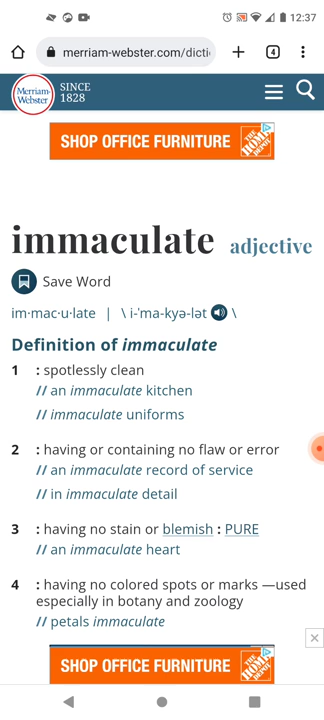 12:37
merriam-webster.com/dicti
4
Merriam-
Webster
SINCE
1828
SHOP OFFICE FURNITURE
THE HOME DEPOT
immaculate adjective
Save Word
im·mac·u·late | \ i-ˈma-kyə-lət \
Definition of immaculate
1 : spotlessly clean
// an immaculate kitchen
// immaculate uniforms
2 : having or containing no flaw or error
// an immaculate record of service
// in immaculate detail
3 : having no stain or blemish : PURE
// an immaculate heart
4 : having no colored spots or marks —used
especially in botany and zoology
// petals immaculate
SHOP OFFICE FURNITURE
THE HOME DEPOT